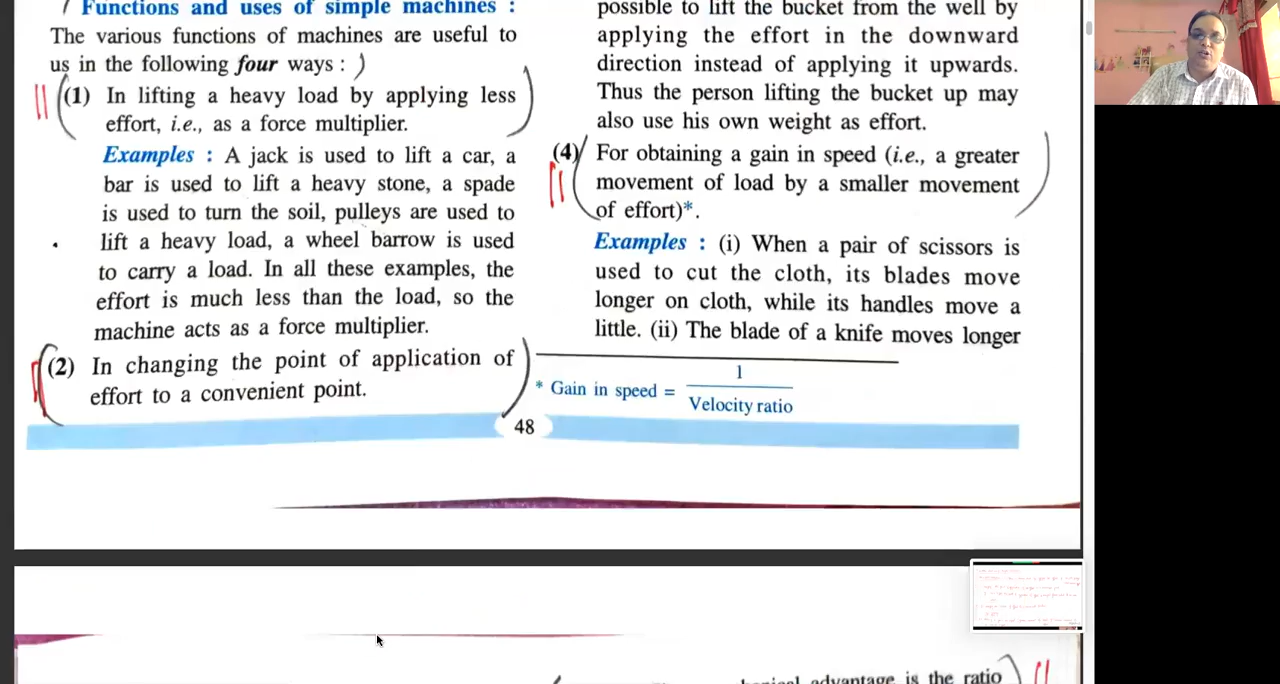 Functions and uses of simple machines :
The various functions of machines are useful to
us in the following four ways :
(1) In lifting a heavy load by applying less
effort, i.e., as a force multiplier.
Examples : A jack is used to lift a car, a
bar is used to lift a heavy stone, a spade
is used to turn the soil, pulleys are used to
lift a heavy load, a wheel barrow is used
to carry a load. In all these examples, the
effort is much less than the load, so the
machine acts as a force multiplier.
(2) In changing the point of application of
effort to a convenient point.
possible to lift the bucket from the well by
applying the effort in the downward
direction instead of applying it upwards.
Thus the person lifting the bucket up may
also use his own weight as effort.
(4) For obtaining a gain in speed (i.e., a greater
movement of load by a smaller movement
of effort)*.
Examples : (i) When a pair of scissors is
used to cut the cloth, its blades move
longer on cloth, while its handles move a
little. (ii) The blade of a knife moves longer
* Gain in speed = 1
Velocity ratio
48
advantage is the ratio